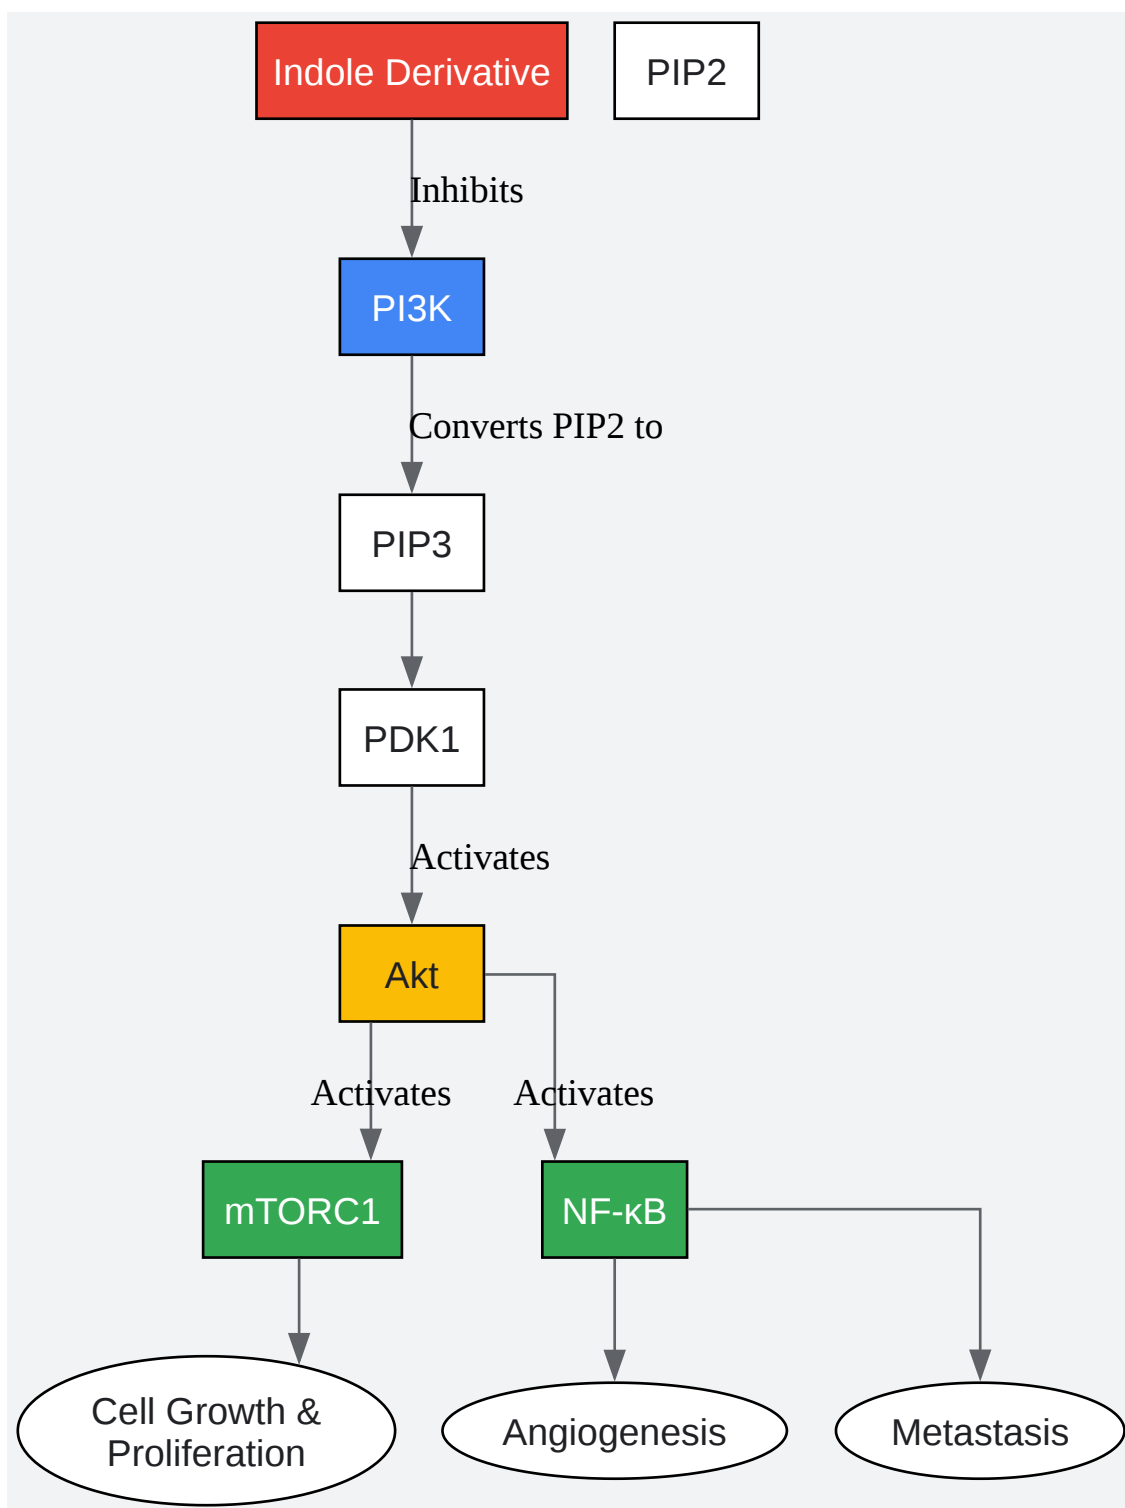 Indole Derivative
PIP2
Inhibits
PI3K
Converts PIP2 to
PIP3
PDK1
Activates
Akt
Activates
Activates
mTORC1
NF-κB
Cell Growth &
Proliferation
Angiogenesis
Metastasis